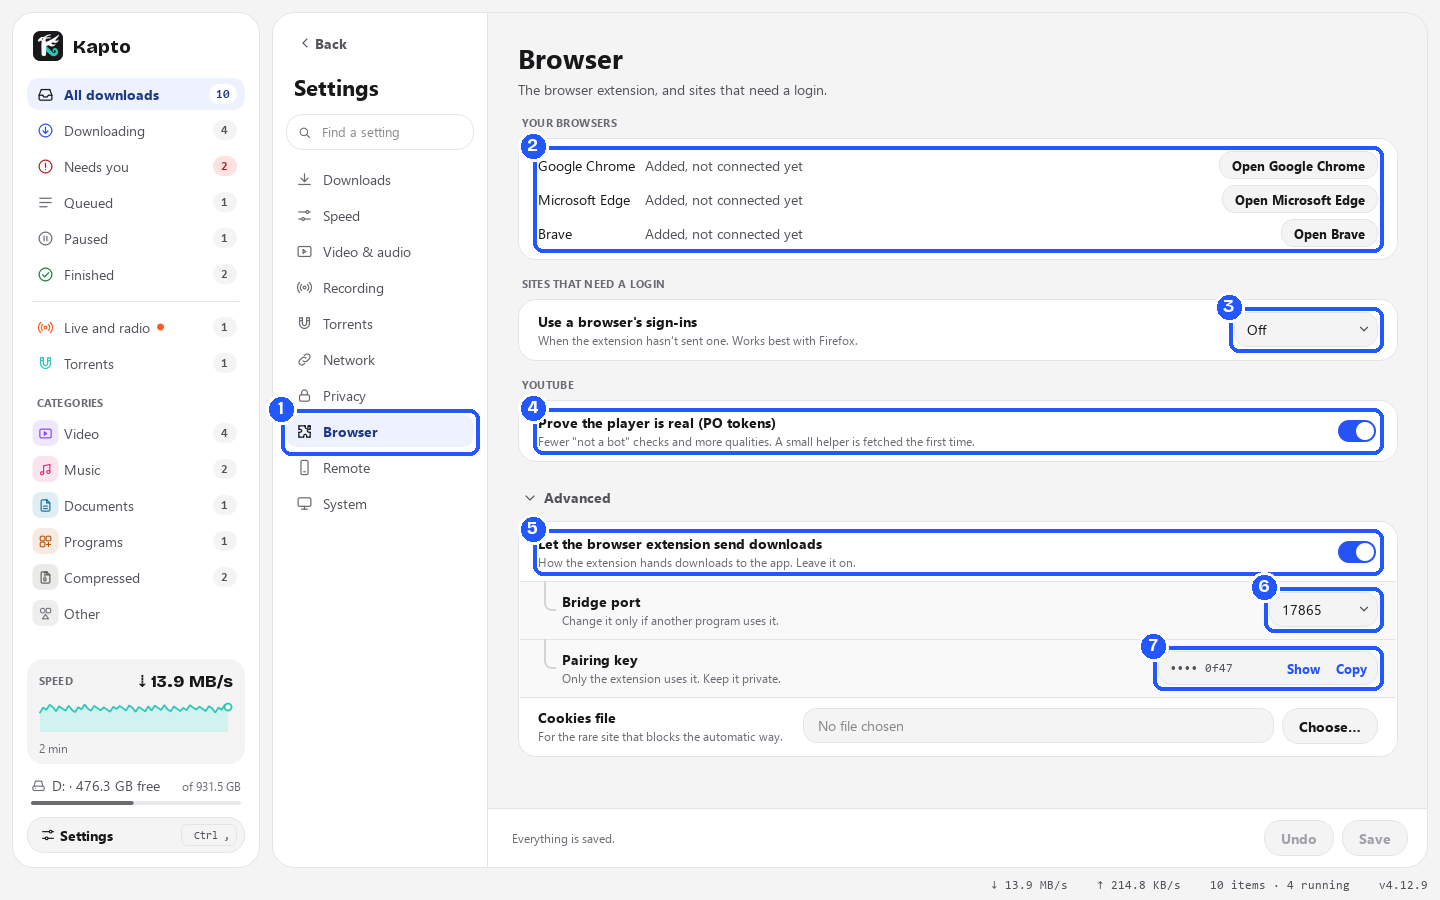 Kapto
All downloads 10
Downloading 4
Needs you 2
Queued 1
Paused 1
Finished 2
Live and radio 1
Torrents 1
CATEGORIES
Video 4
Music 2
Documents 1
Programs 1
Compressed 2
Other
SPEED ↓ 13.9 MB/s
2 min
D: · 476.3 GB free of 931.5 GB
Settings Ctrl ,
Back
Settings
Find a setting
Downloads
Speed
Video & audio
Recording
Torrents
Network
Privacy
1
Browser
Remote
System
Browser
The browser extension, and sites that need a login.
YOUR BROWSERS
2
Google Chrome Added, not connected yet Open Google Chrome
Microsoft Edge Added, not connected yet Open Microsoft Edge
Brave Added, not connected yet Open Brave
SITES THAT NEED A LOGIN
3
Use a browser's sign-ins Off
When the extension hasn't sent one. Works best with Firefox.
YOUTUBE
4
Prove the player is real (PO tokens)
Fewer "not a bot" checks and more qualities. A small helper is fetched the first time.
Advanced
5
Let the browser extension send downloads
How the extension hands downloads to the app. Leave it on.
6
Bridge port 17865
Change it only if another program uses it.
7
Pairing key •••• 0f47 Show Copy
Only the extension uses it. Keep it private.
Cookies file No file chosen Choose...
For the rare site that blocks the automatic way.
Everything is saved. Undo Save
↓ 13.9 MB/s ↑ 214.8 KB/s 10 items · 4 running v4.12.9